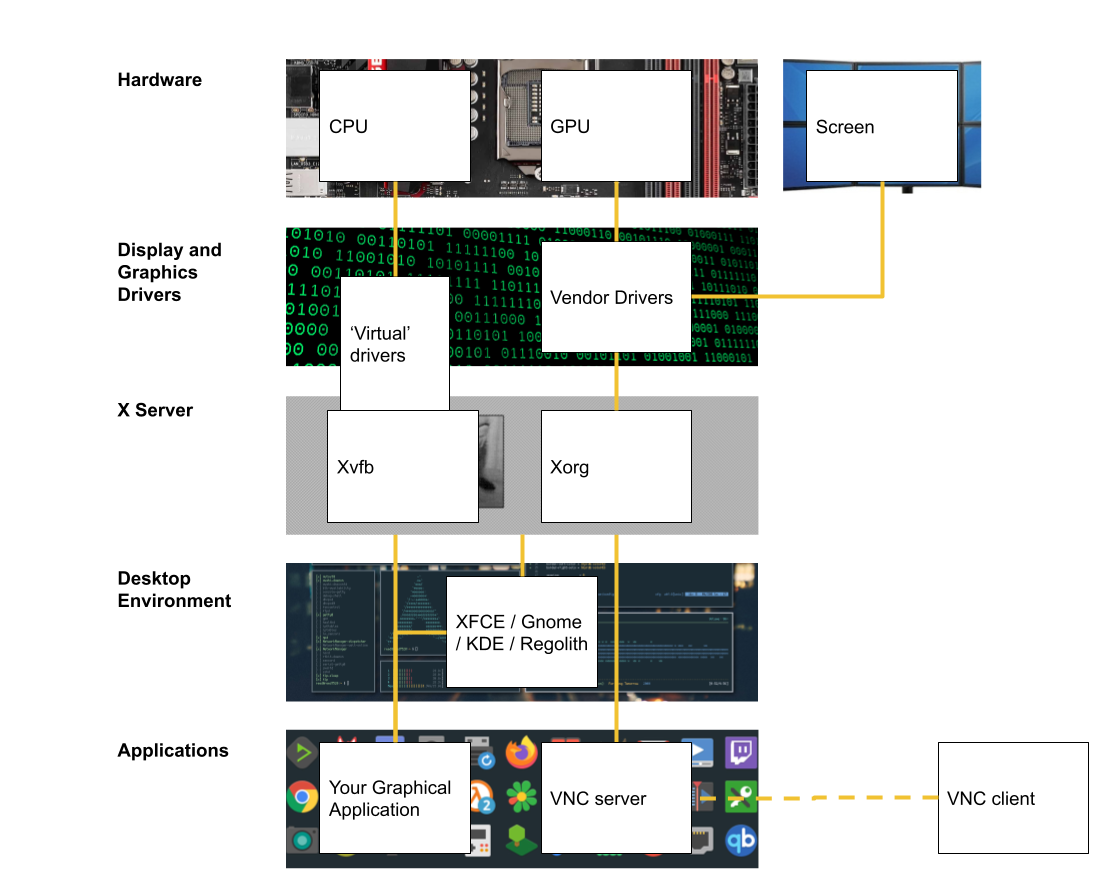 Hardware
CPU
GPU
Screen
Display and
Graphics
Drivers
Vendor Drivers
‘Virtual’
drivers
X Server
Xvfb
Xorg
Desktop
Environment
XFCE / Gnome
/ KDE / Regolith
Applications
Your Graphical
Application
VNC server
VNC client